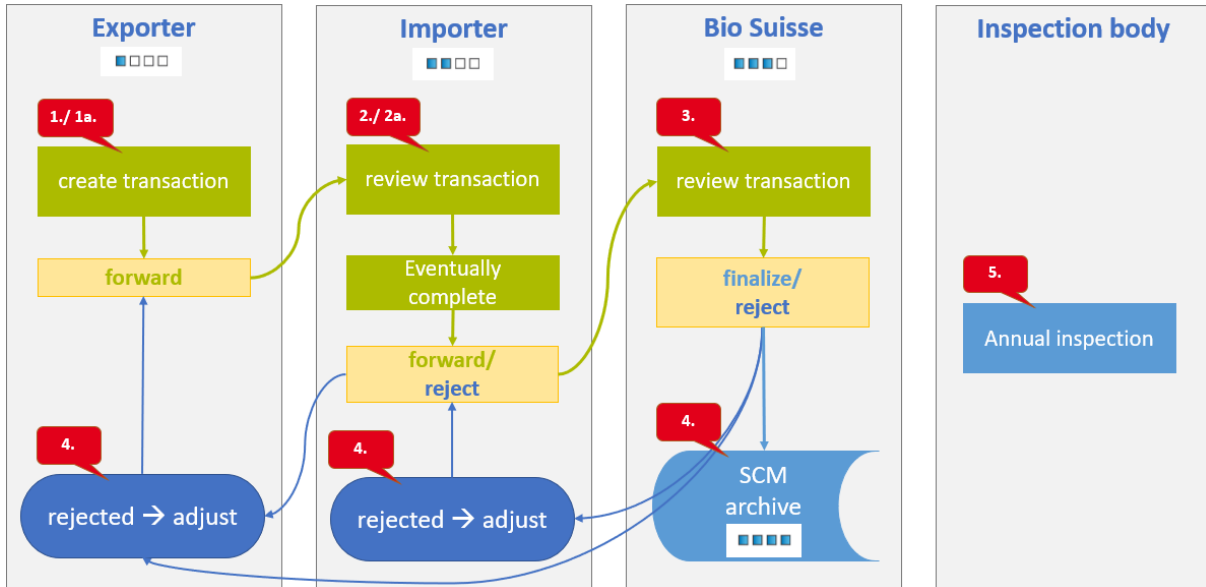 Exporter
1./ 1a.
create transaction
forward
4.
rejected → adjust
Importer
2./ 2a.
review transaction
Eventually
complete
forward/
reject
4.
rejected → adjust
Bio Suisse
3.
review transaction
finalize/
reject
4.
SCM
archive
Inspection body
5.
Annual inspection